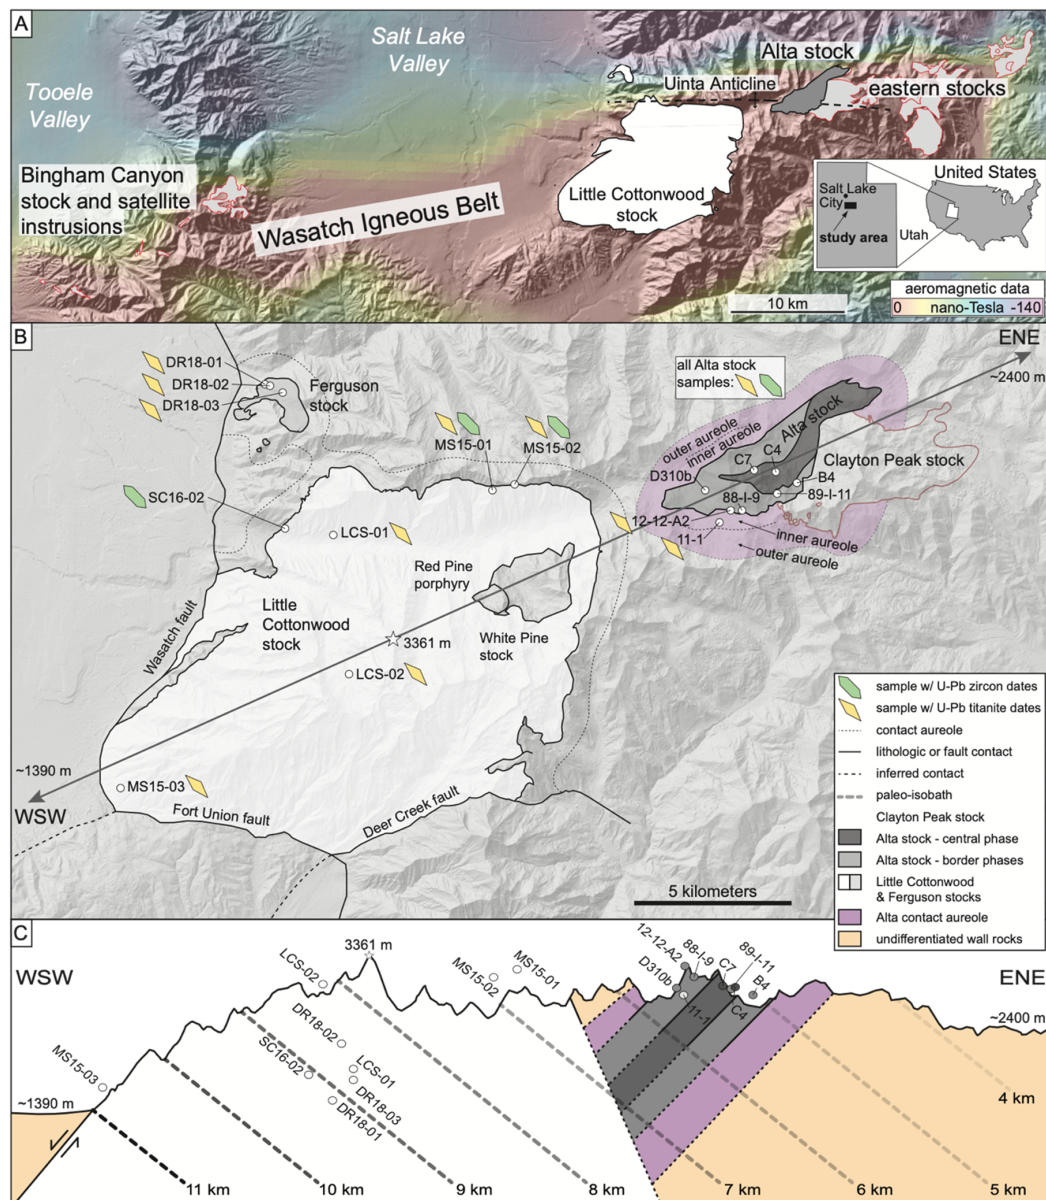 A
Salt Lake
Valley
Tooele
Valley
Alta stock
Uinta Anticline
eastern stocks
Bingham Canyon
stock and satellite
instrusions
Wasatch Igneous Belt
Little Cottonwood
stock
United States
Salt Lake
City
study area
Utah
10 km
aeromagnetic data
0 nano-Tesla -140
B
ENE
~2400 m
DR18-01
DR18-02
DR18-03
Ferguson
stock
all Alta stock
samples:
MS15-01
MS15-02
SC16-02
LCS-01
outer aureole
inner aureole
Alta stock
Clayton Peak stock
C7
C4
D310b
B4
88-I-9
89-I-11
12-12-A2
11-1
inner aureole
outer aureole
Red Pine
porphyry
Little
Cottonwood
stock
White Pine
stock
Wasatch fault
3361 m
LCS-02
~1390 m
WSW
MS15-03
Fort Union fault
Deer Creek fault
5 kilometers
sample w/ U-Pb zircon dates
sample w/ U-Pb titanite dates
contact aureole
lithologic or fault contact
inferred contact
paleo-isobath
Clayton Peak stock
Alta stock - central phase
Alta stock - border phases
Little Cottonwood
& Ferguson stocks
Alta contact aureole
undifferentiated wall rocks
C
WSW
ENE
3361 m
LCS-02
MS15-02
MS15-01
12-12-A2
88-I-9
D310b
C7
89-I-11
B4
11-1
C4
~2400 m
DR18-02
SC16-02
LCS-01
DR18-03
DR18-01
MS15-03
~1390 m
4 km
11 km
10 km
9 km
8 km
7 km
6 km
5 km